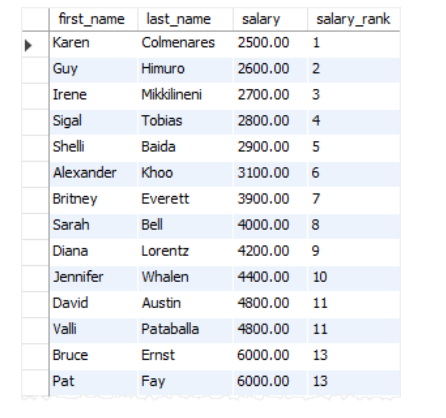 first_name last_name salary salary_rank
Karen Colmenares 2500.00 1
Guy Himuro 2600.00 2
Irene Mikkilineni 2700.00 3
Sigal Tobias 2800.00 4
Shelli Baida 2900.00 5
Alexander Khoo 3100.00 6
Britney Everett 3900.00 7
Sarah Bell 4000.00 8
Diana Lorentz 4200.00 9
Jennifer Whalen 4400.00 10
David Austin 4800.00 11
Valli Pataballa 4800.00 11
Bruce Ernst 6000.00 13
Pat Fay 6000.00 13